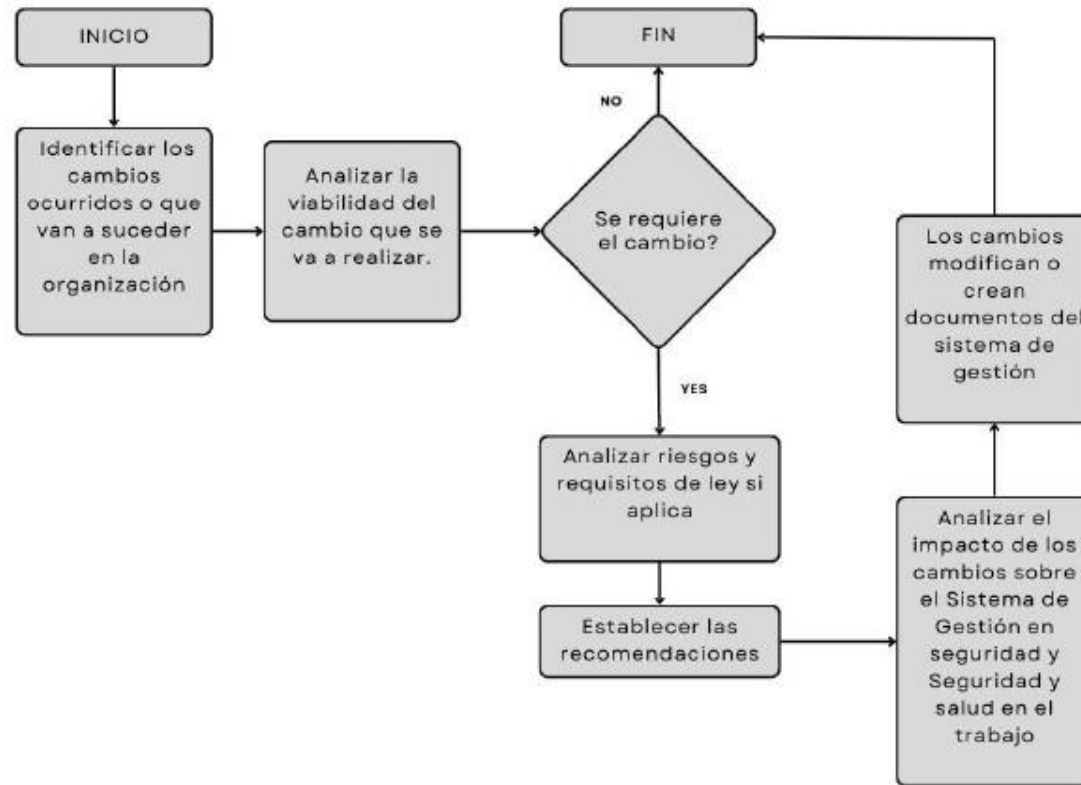 INICIO
Identificar los
cambios
ocurridos o que
van a suceder
en la
organización
Analizar la
viabilidad del
cambio que se
va a realizar.
Se requiere
el cambio?
NO
FIN
YES
Analizar riesgos y
requisitos de ley si
aplica
Establecer las
recomendaciones
Analizar el
impacto de los
cambios sobre
el Sistema de
Gestión en
seguridad y
Seguridad y
salud en el
trabajo
Los cambios
modifican o
crean
documentos del
sistema de
gestión